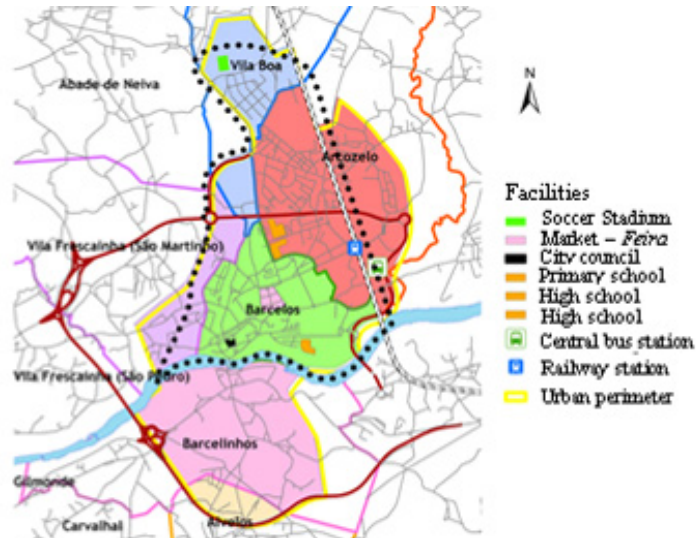 Vila Boa
Abade de Neiva
Arcozelo
Vila Frescainha (São Martinho)
Barcelos
Vila Frescainha (São Pedro)
Barcelinhos
Gilmonde
Alvelos
Carvalhal
N
Facilities
Soccer Stadium
Market – Feira
City council
Primary school
High school
High school
Central bus station
Railway station
Urban perimeter